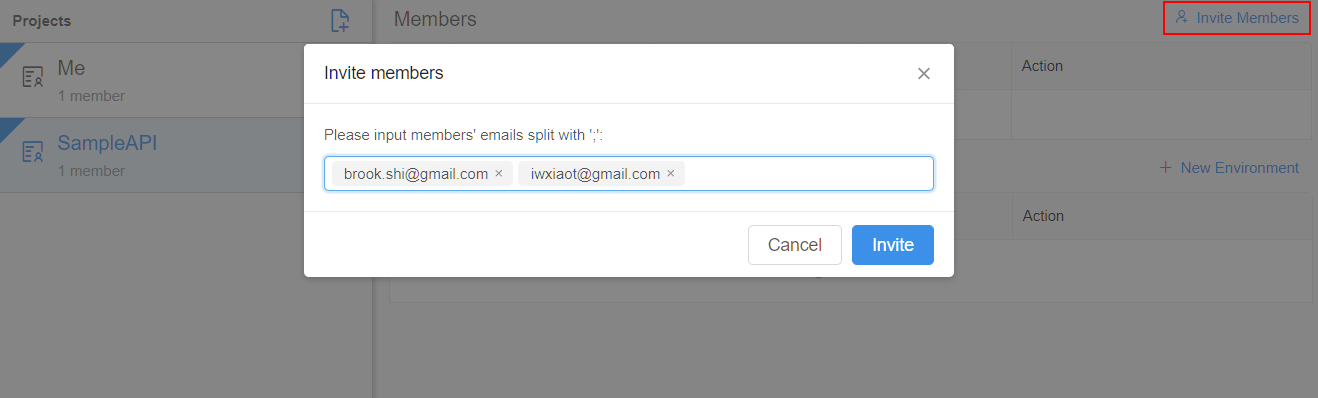 Projects
Me
1 member
SampleAPI
1 member
Members
Invite Members
Action
New Environment
Action
Invite members
Please input members' emails split with ';':
brook.shi@gmail.com × iwxiaot@gmail.com ×
Cancel Invite